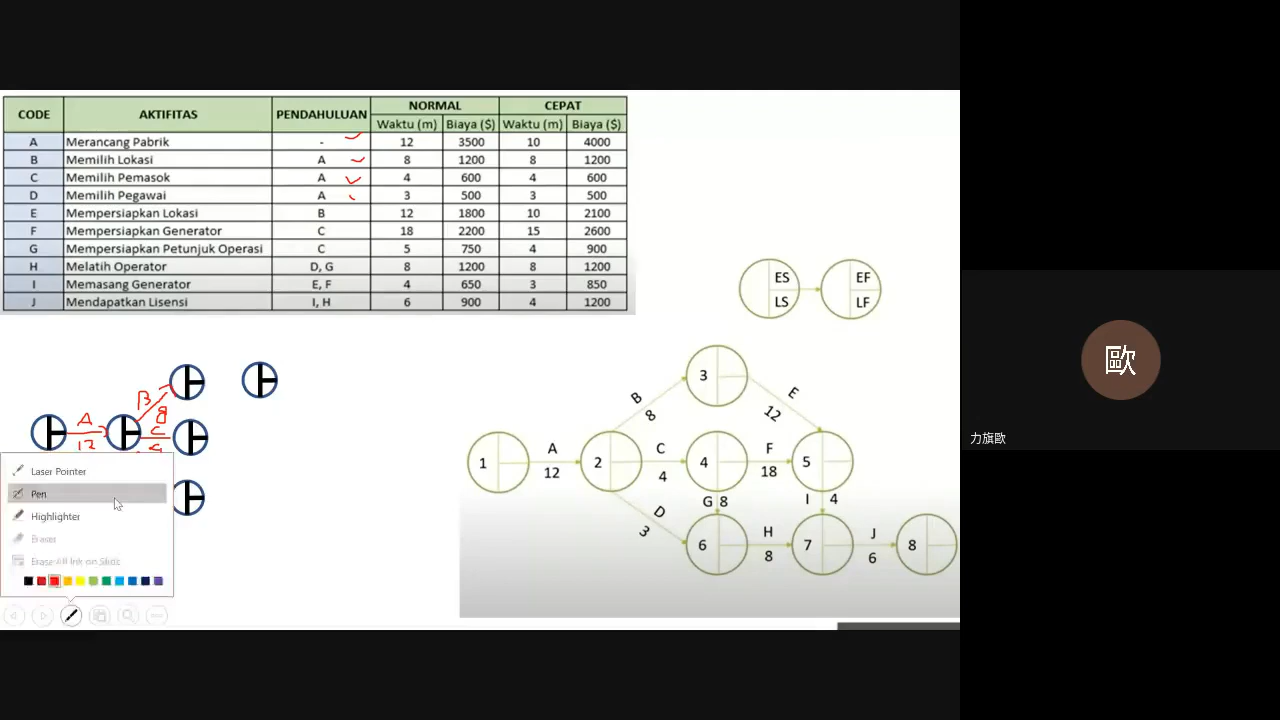 CODE AKTIFITAS PENDAHULUAN NORMAL CEPAT
Waktu (m) Biaya ($) Waktu (m) Biaya ($)
A Merancang Pabrik - 12 3500 10 4000
B Memilih Lokasi A 8 1200 8 1200
C Memilih Pemasok A 4 600 4 600
D Memilih Pegawai A 3 500 3 500
E Mempersiapkan Lokasi B 12 1800 10 2100
F Mempersiapkan Generator C 18 2200 15 2600
G Mempersiapkan Petunjuk Operasi C 5 750 4 900
H Melatih Operator D, G 8 1200 8 1200
I Memasang Generator E, F 4 650 3 850
J Mendapatkan Lisensi I, H 6 900 4 1200
ES EF
LS LF
3
B 8
E 12
1 A 12 2 C 4 4 F 18 5
D 3
G 8
I 4
6 H 8 7 J 6 8
B 8
A 12
C
Laser Pointer
Pen
Highlighter
Eraser
Erase All Ink on Slide
歐
力旗歐